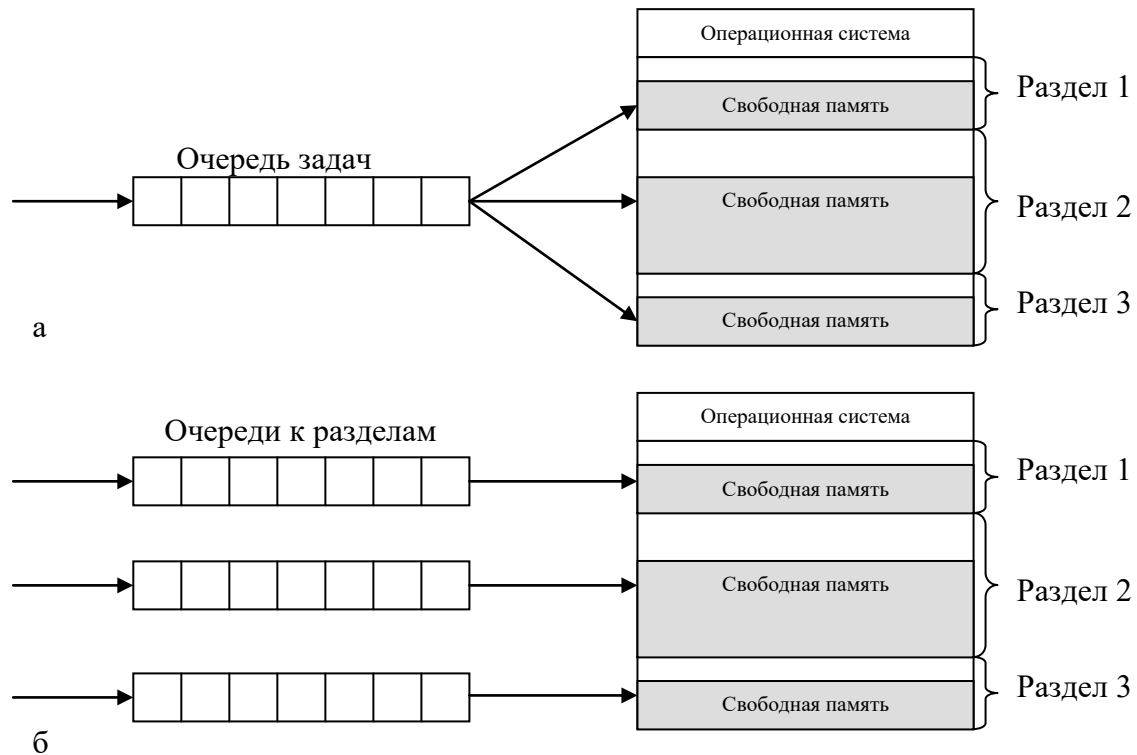 Операционная система
Свободная память
Раздел 1
Очередь задач
Свободная память
Раздел 2
Свободная память
Раздел 3
а
Операционная система
Очереди к разделам
Свободная память
Раздел 1
Свободная память
Раздел 2
Свободная память
Раздел 3
б